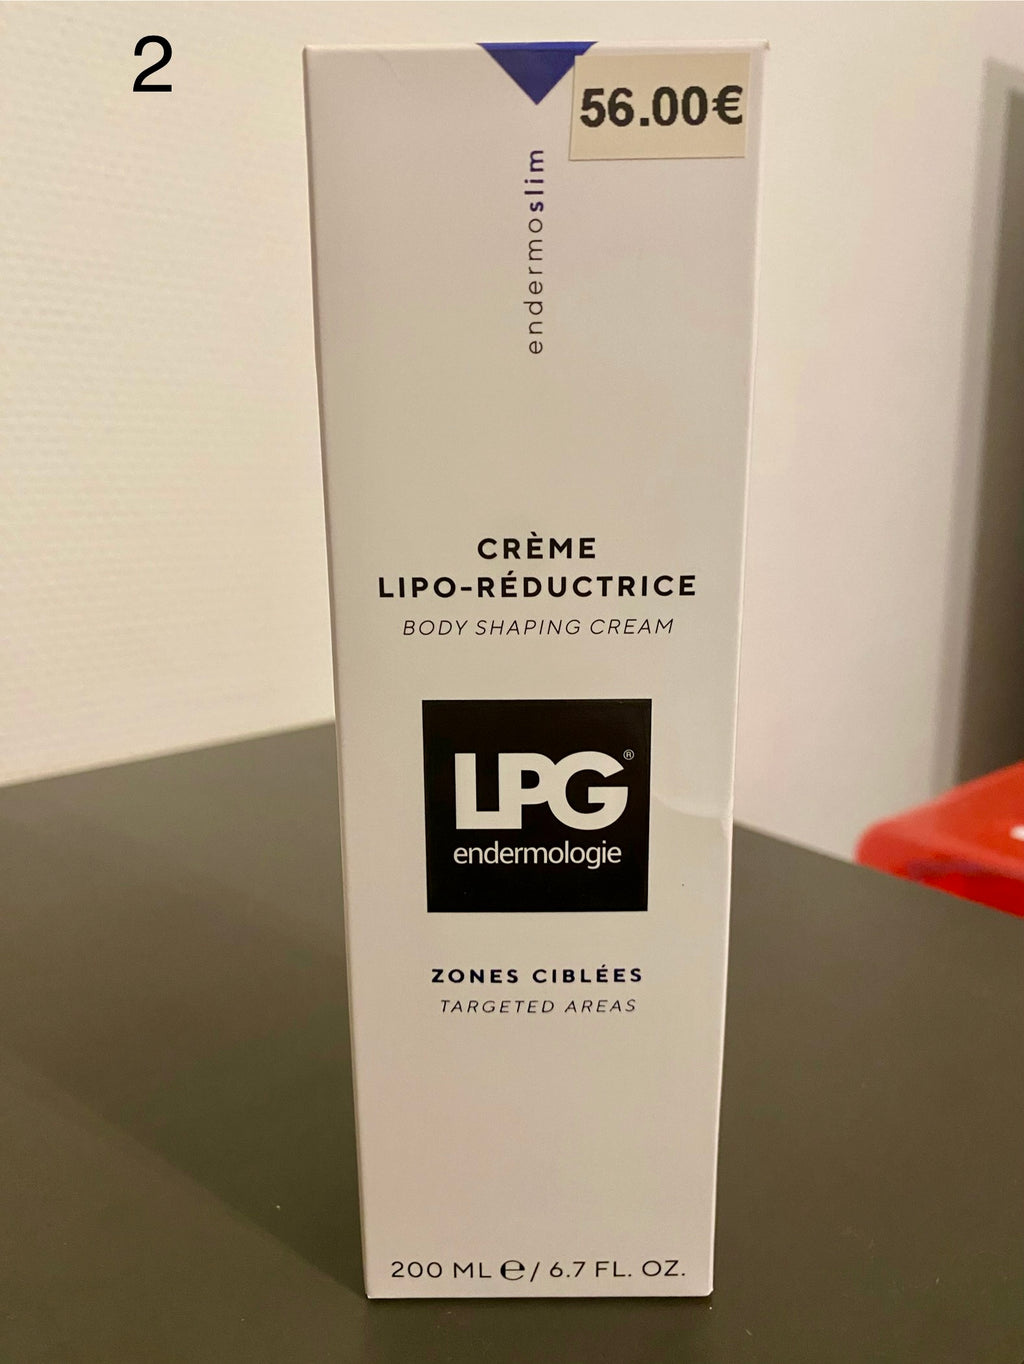 2
56.00€
endermoslim
CRÈME
LIPO-RÉDUCTRICE
BODY SHAPING CREAM
LPG®
endermologie
ZONES CIBLÉES
TARGETED AREAS
200 ML ℮ / 6.7 FL. OZ.